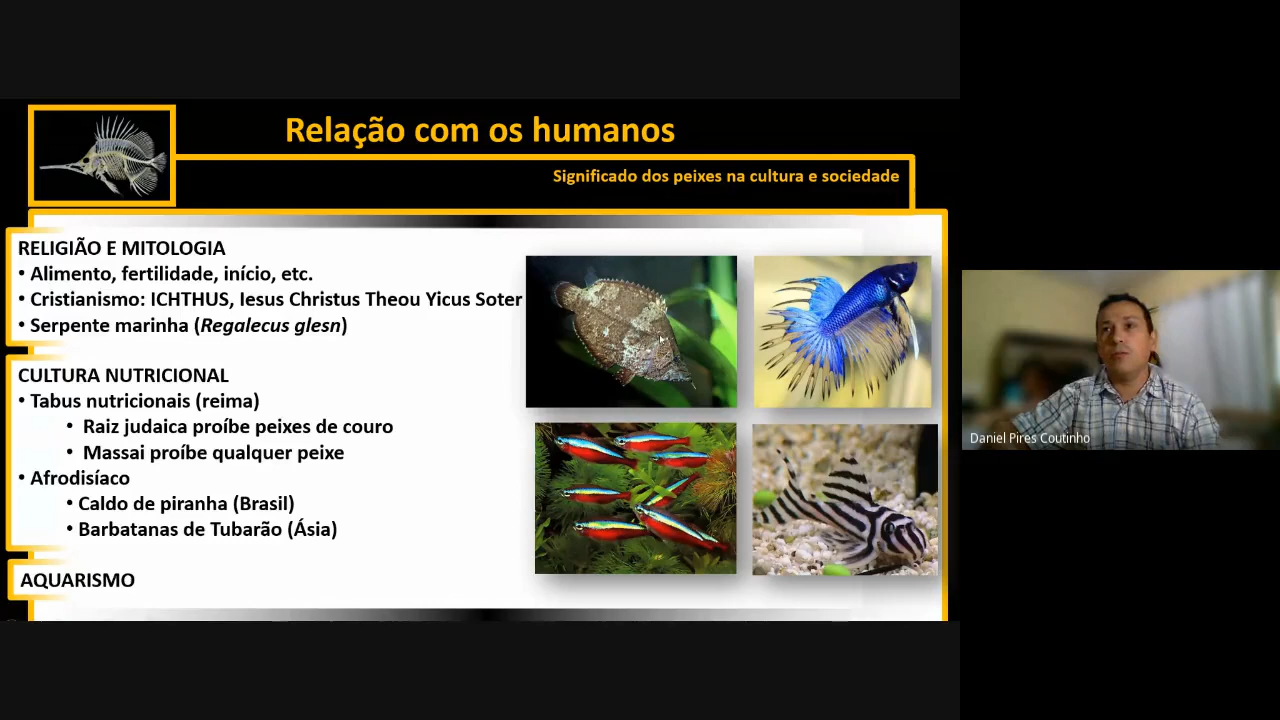 Relação com os humanos
Significado dos peixes na cultura e sociedade
RELIGIÃO E MITOLOGIA
• Alimento, fertilidade, início, etc.
• Cristianismo: ICHTHUS, Iesus Christus Theou Yicus Soter
• Serpente marinha (Regalecus glesn)
CULTURA NUTRICIONAL
• Tabus nutricionais (reima)
• Raiz judaica proíbe peixes de couro
• Massai proíbe qualquer peixe
• Afrodisíaco
• Caldo de piranha (Brasil)
• Barbatanas de Tubarão (Ásia)
AQUARISMO
Daniel Pires Coutinho